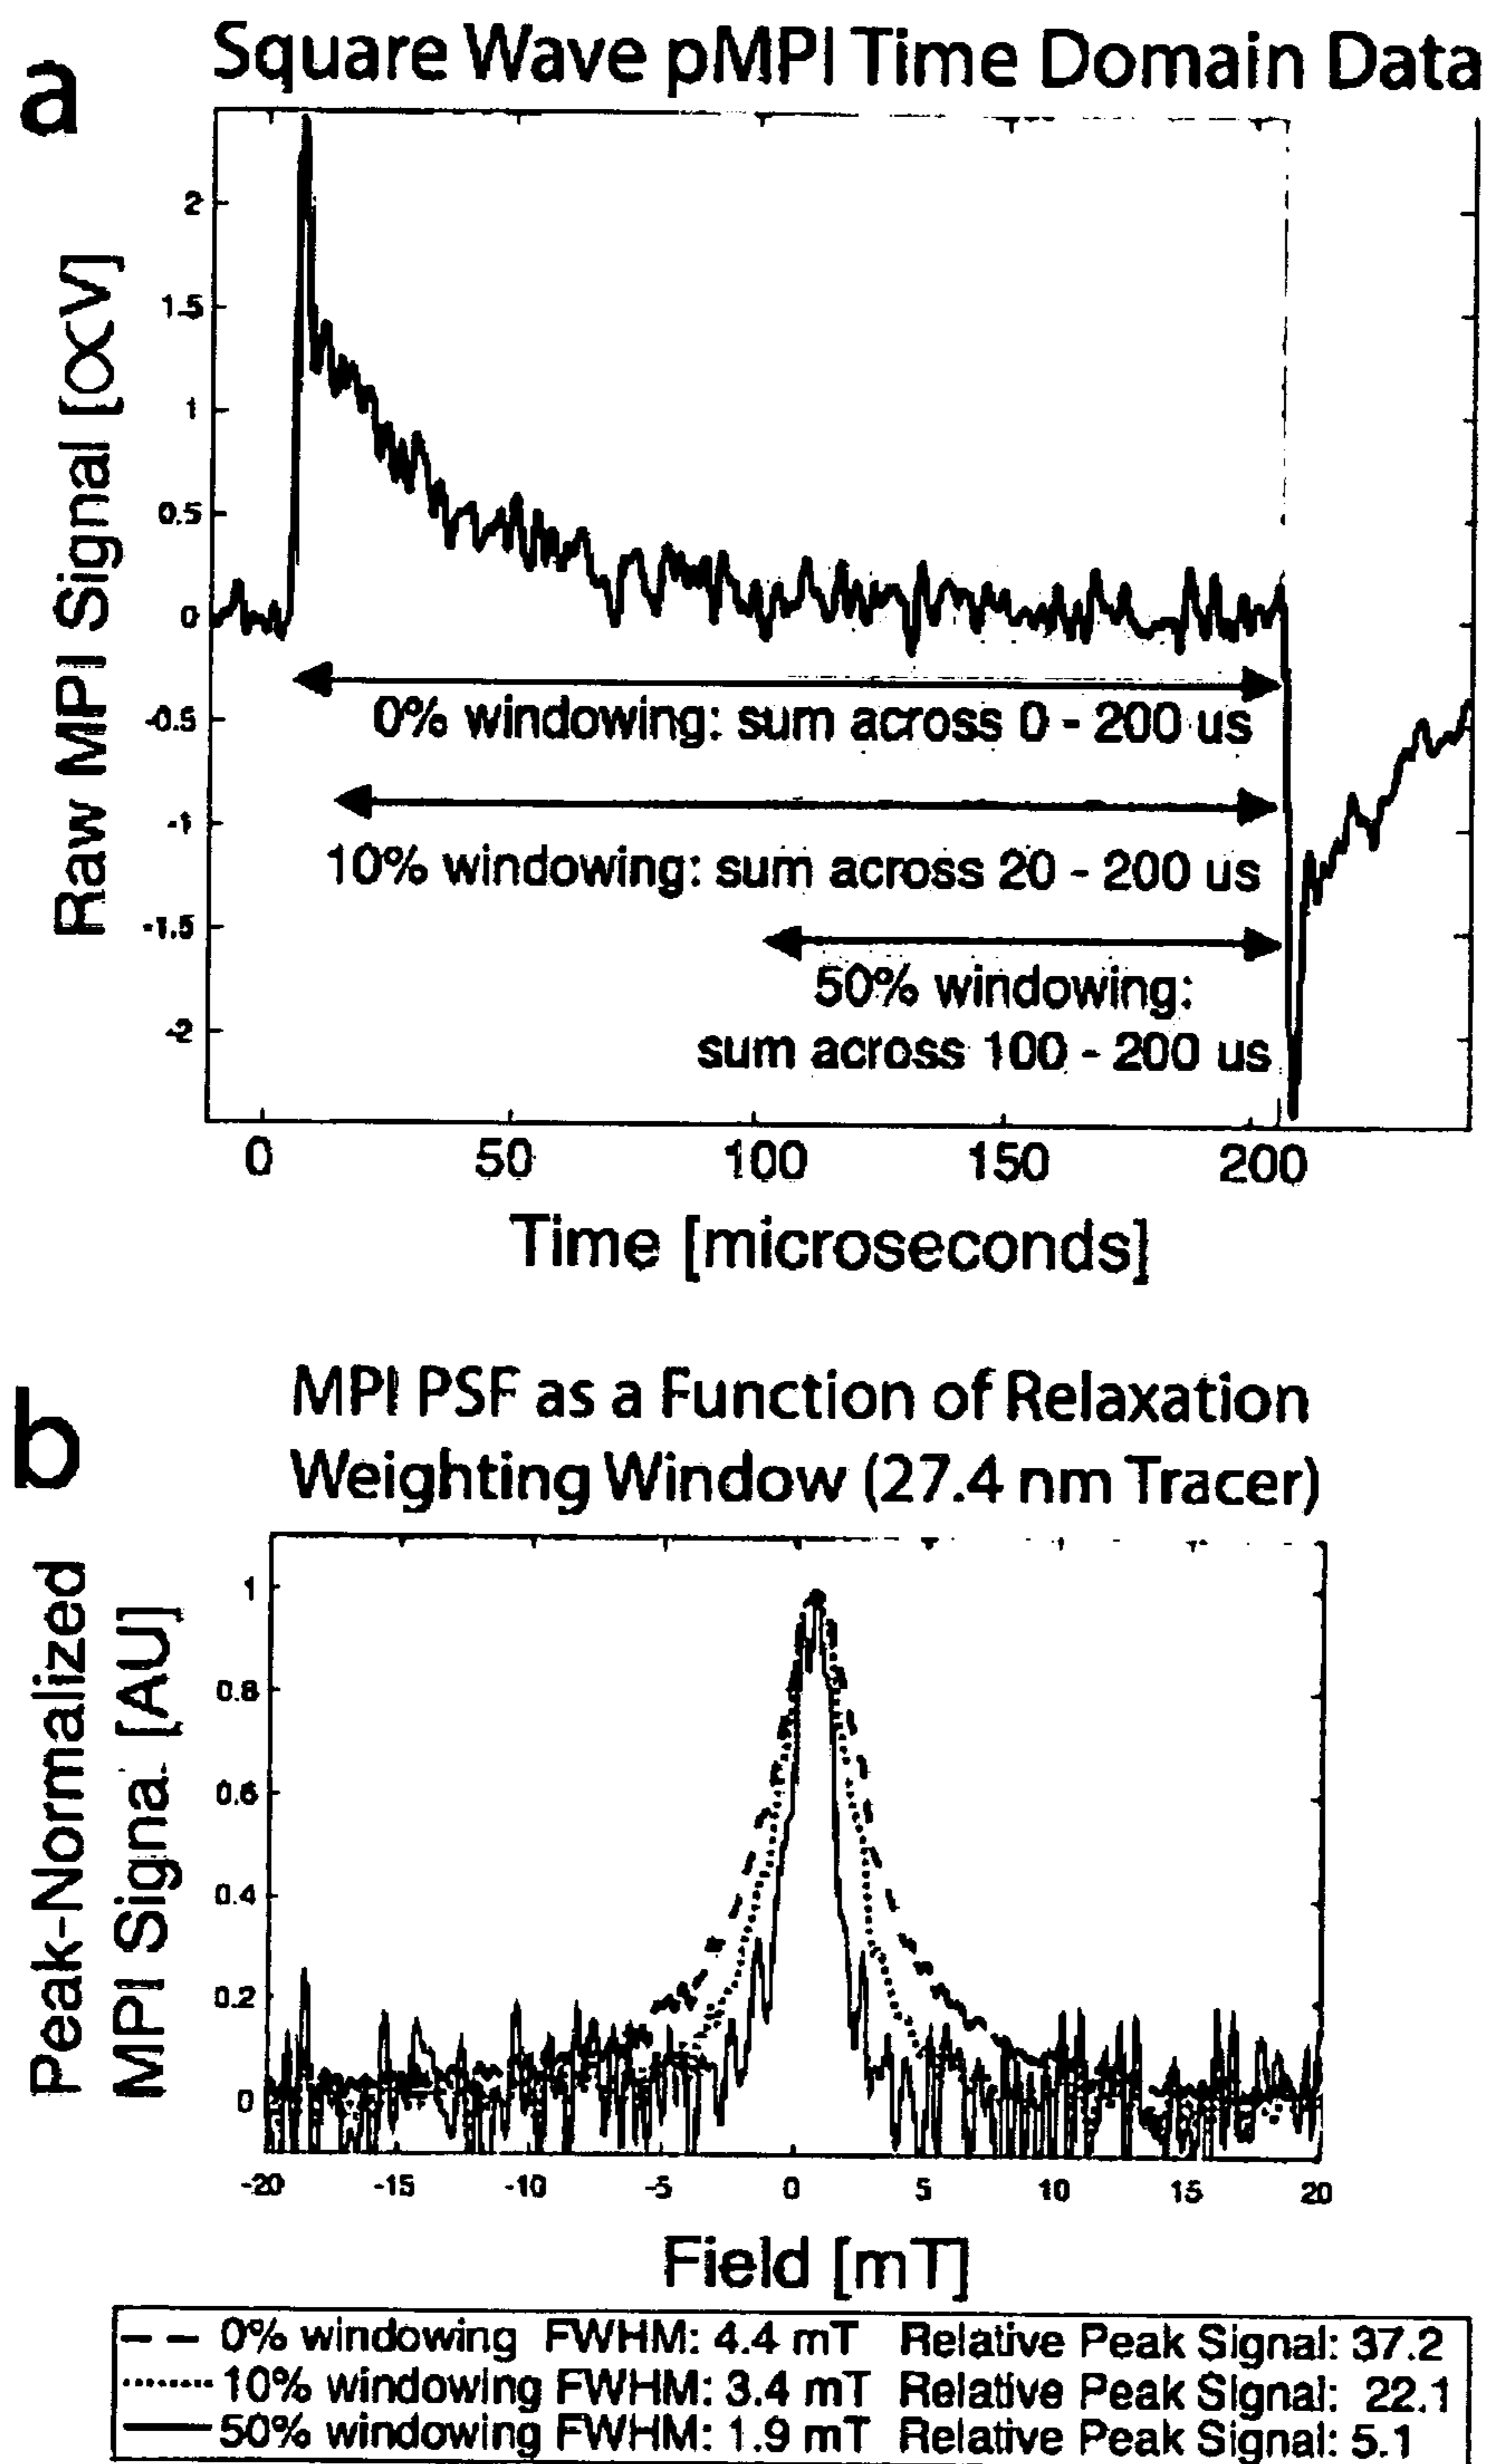 a
Square Wave pMPI Time Domain Data
Raw MPI Signal [∝V]
2
1.5
1
0.5
0
-0.5
-1
-1.5
-2
0% windowing: sum across 0 - 200 us
10% windowing: sum across 20 - 200 us
50% windowing:
sum across 100 - 200 us
0 50 100 150 200
Time [microseconds]
b
MPI PSF as a Function of Relaxation
Weighting Window (27.4 nm Tracer)
Peak-Normalized
MPI Signal [AU]
1
0.8
0.6
0.4
0.2
0
-20 -15 -10 -5 0 5 10 15 20
Field [mT]
0% windowing FWHM: 4.4 mT Relative Peak Signal: 37.2
10% windowing FWHM: 3.4 mT Relative Peak Signal: 22.1
50% windowing FWHM: 1.9 mT Relative Peak Signal: 5.1